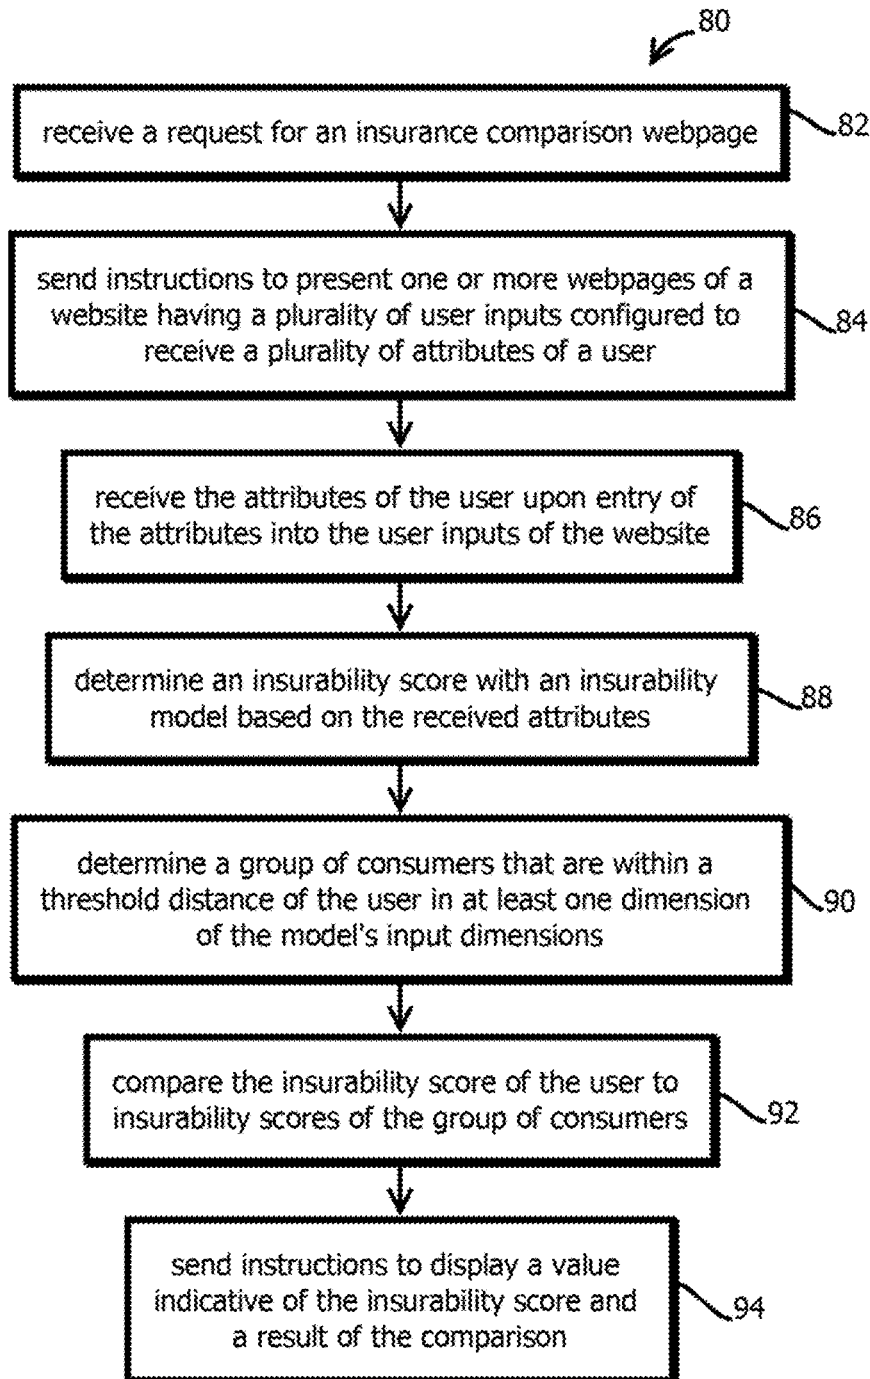 80
receive a request for an insurance comparison webpage
82
send instructions to present one or more webpages of a
website having a plurality of user inputs configured to
receive a plurality of attributes of a user
84
receive the attributes of the user upon entry of
the attributes into the user inputs of the website
86
determine an insurability score with an insurability
model based on the received attributes
88
determine a group of consumers that are within a
threshold distance of the user in at least one dimension
of the model's input dimensions
90
compare the insurability score of the user to
insurability scores of the group of consumers
92
send instructions to display a value
indicative of the insurability score and
a result of the comparison
94